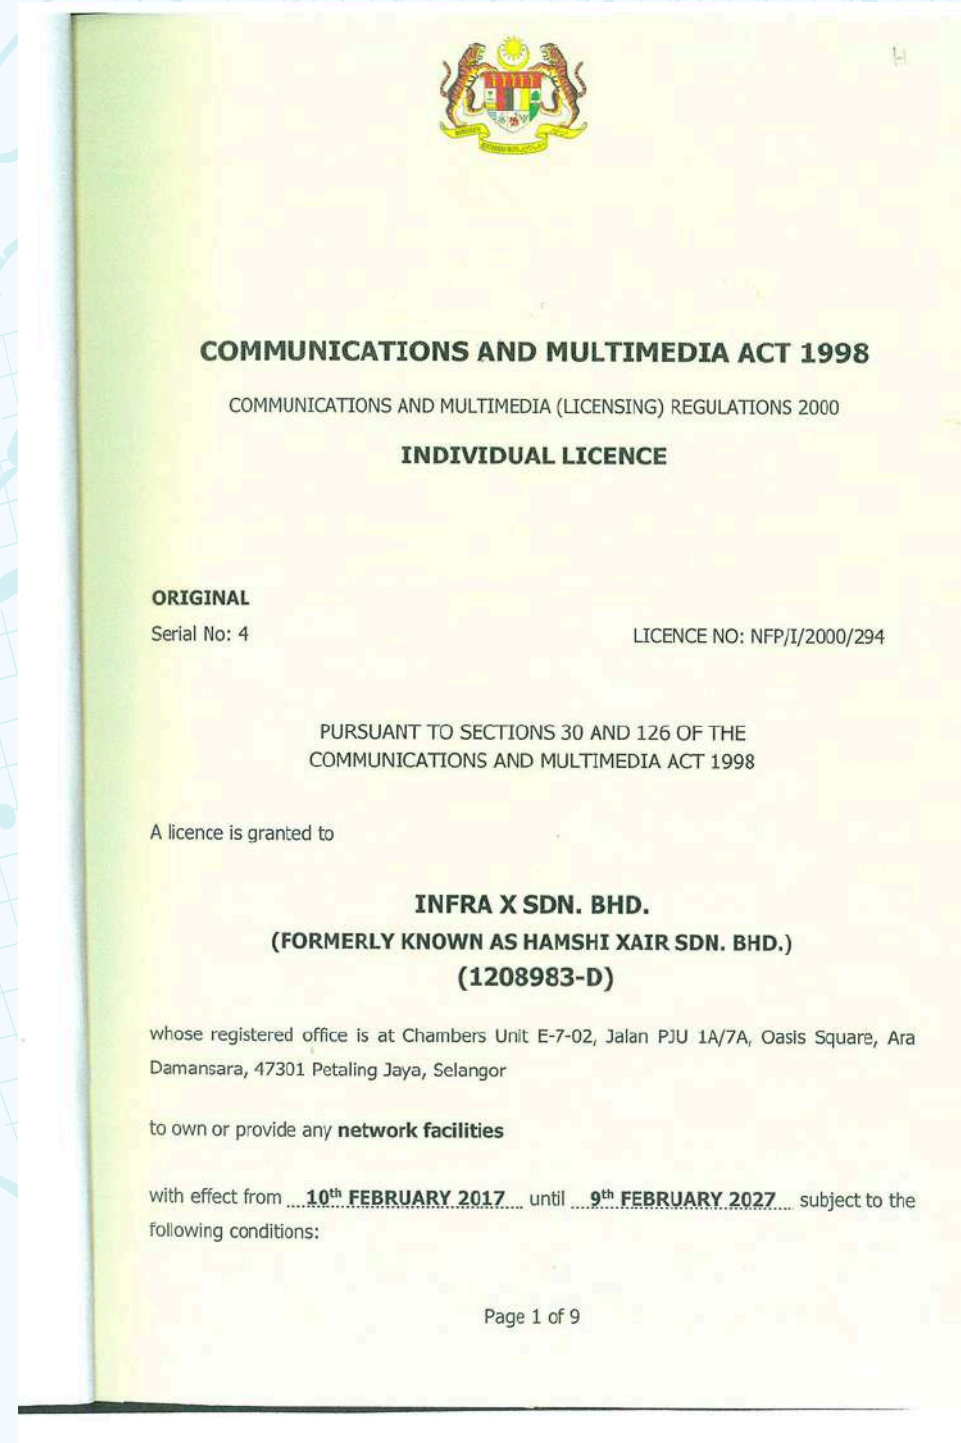 COMMUNICATIONS AND MULTIMEDIA ACT 1998
COMMUNICATIONS AND MULTIMEDIA (LICENSING) REGULATIONS 2000
INDIVIDUAL LICENCE
ORIGINAL
Serial No: 4
LICENCE NO: NFP/I/2000/294
PURSUANT TO SECTIONS 30 AND 126 OF THE
COMMUNICATIONS AND MULTIMEDIA ACT 1998
A licence is granted to
INFRA X SDN. BHD.
(FORMERLY KNOWN AS HAMSHI XAIR SDN. BHD.)
(1208983-D)
whose registered office is at Chambers Unit E-7-02, Jalan PJU 1A/7A, Oasis Square, Ara
Damansara, 47301 Petaling Jaya, Selangor
to own or provide any network facilities
with effect from ....10th FEBRUARY 2017.... until ....9th FEBRUARY 2027.... subject to the
following conditions:
Page 1 of 9